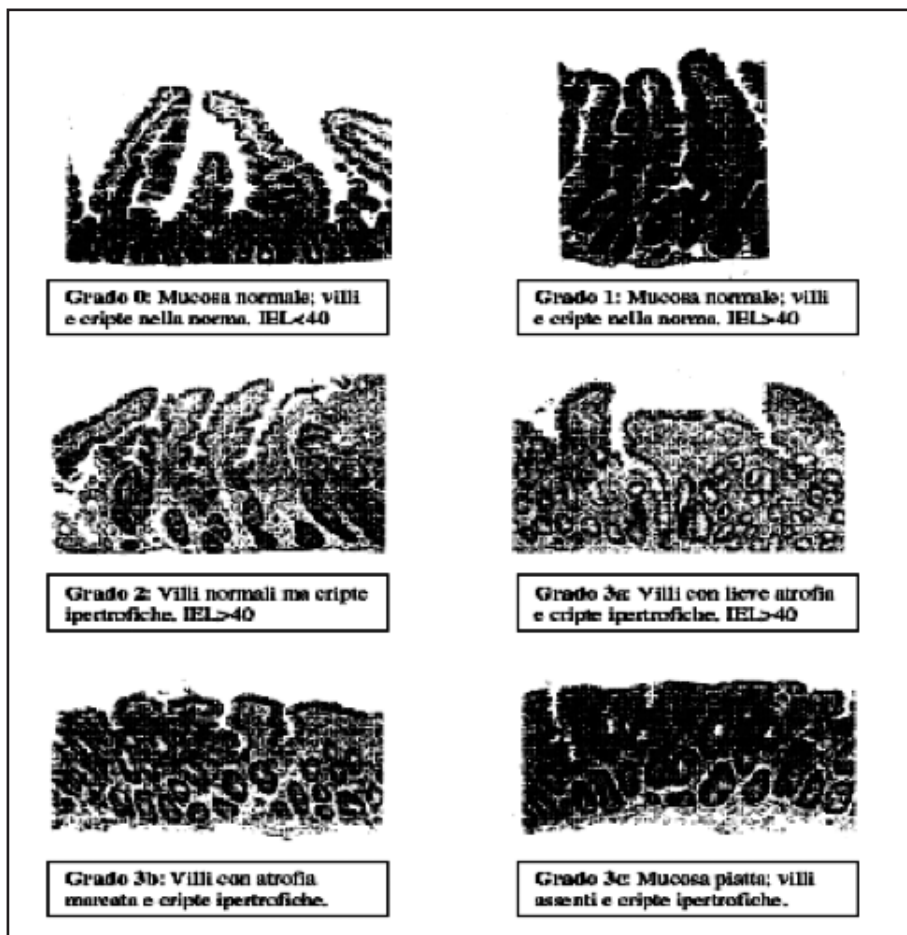 Grado 0: Mucosa normale; villi
e cripte nella norma. IEL<40
Grado 1: Mucosa normale; villi
e cripte nella norma. IEL>40
Grado 2: Villi normali ma cripte
ipertrofiche. IEL>40
Grado 3a: Villi con lieve atrofia
e cripte ipertrofiche. IEL>40
Grado 3b: Villi con atrofia
marcata e cripte ipertrofiche.
Grado 3c: Mucosa piatta; villi
assenti e cripte ipertrofiche.